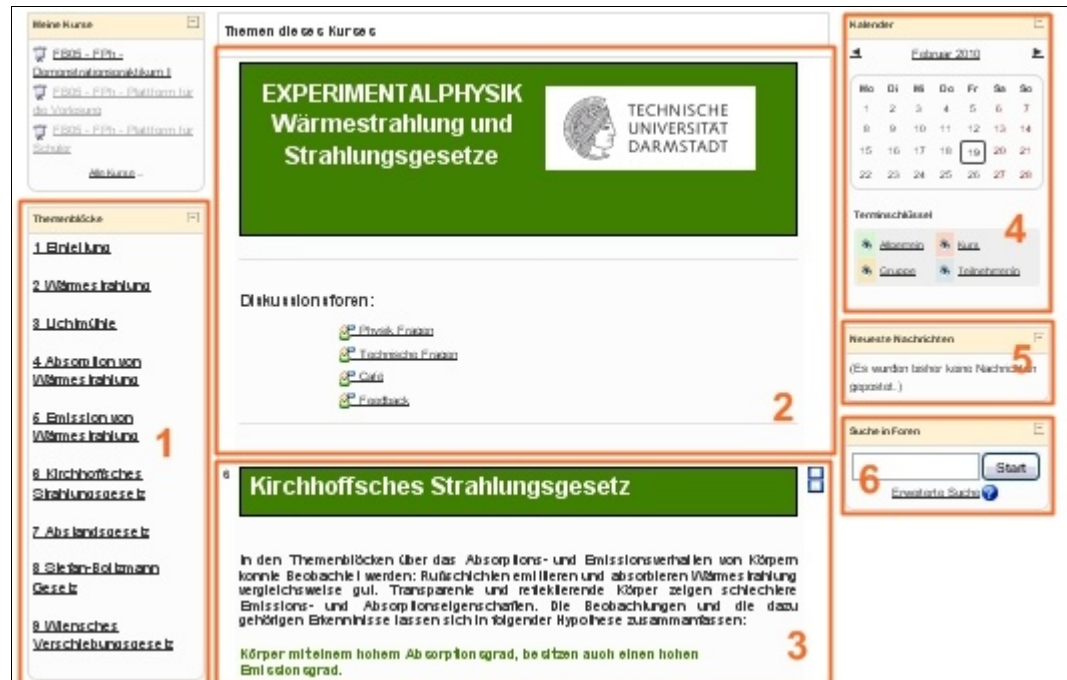 Meine Kurse
FB05 - FPh -
Demonstrationspraktikum I
FB05 - FPh - Plattform für
die Vorlesung
FB05 - FPh - Plattform für
Schüler
Alle Kurse ..
Themenblöcke
1 Einleitung
2 Wärmestrahlung
3 Lichtmühle
4 Absorption von
Wärmestrahlung
5 Emission von
Wärmestrahlung
6 Kirchhoffsches
Strahlungsgesetz
7 Abstandsgesetz
8 Stefan-Boltzmann
Gesetz
9 Wiensches
Verschiebungsgesetz
1
Themen dieses Kurses
EXPERIMENTALPHYSIK
Wärmestrahlung und
Strahlungsgesetze
TECHNISCHE
UNIVERSITÄT
DARMSTADT
Diskussionsforen:
Physik Fragen
Technische Fragen
Café
Feedback
2
6
Kirchhoffsches Strahlungsgesetz
In den Themenblöcken über das Absorptions- und Emissionsverhalten von Körpern
konnte Beobachtet werden: Rußschichten emittieren und absorbieren Wärmestrahlung
vergleichsweise gut. Transparente und reflektierende Körper zeigen schlechtere
Emissions- und Absorptionseigenschaften. Die Beobachtungen und die dazu
gehörigen Erkenntnisse lassen sich in folgender Hypothese zusammenfassen:
Körper mit einem hohem Absorptionsgrad, besitzen auch einen hohen
Emissionsgrad.
3
Kalender
Februar 2010
Mo Di Mi Do Fr Sa So
1 2 3 4 5 6 7
8 9 10 11 12 13 14
15 16 17 18 19 20 21
22 23 24 25 26 27 28
Terminschlüssel
Allgemein Kurs
Gruppe Teilnehmerin
4
Neueste Nachrichten
(Es wurden bisher keine Nachrichten
gepostet.)
5
Suche in Foren
Start
Erweiterte Suche
6